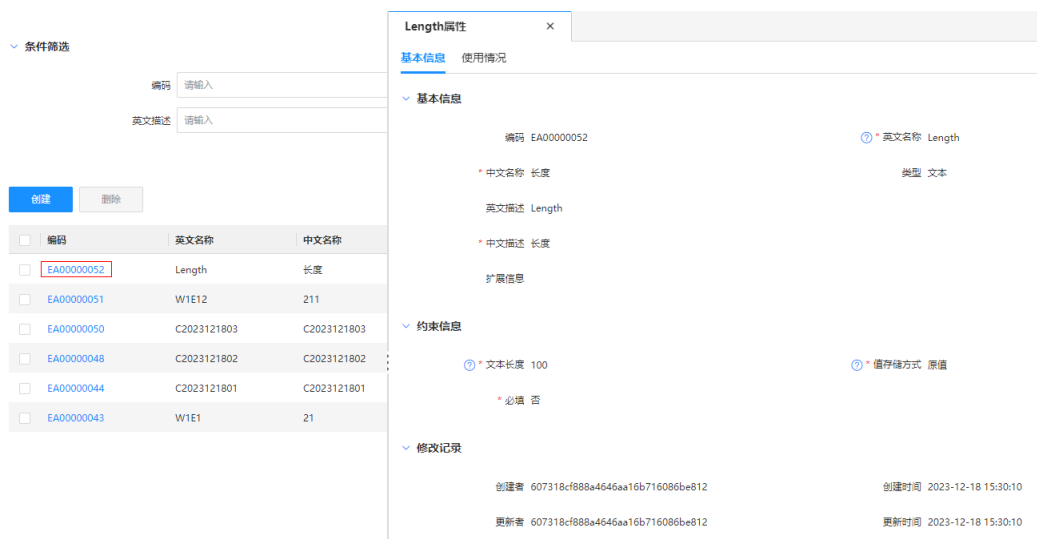 条件筛选
编码 请输入
英文描述 请输入
创建 删除
编码 英文名称 中文名称
EA00000052 Length 长度
EA00000051 W1E12 211
EA00000050 C2023121803 C2023121803
EA00000048 C2023121802 C2023121802
EA00000044 C2023121801 C2023121801
EA00000043 W1E1 21
Length属性 ×
基本信息 使用情况
基本信息
编码 EA00000052 ? * 英文名称 Length
* 中文名称 长度 类型 文本
英文描述 Length
* 中文描述 长度
扩展信息
约束信息
? * 文本长度 100 ? * 值存储方式 原值
* 必填 否
修改记录
创建者 607318cf888a4646aa16b716086be812 创建时间 2023-12-18 15:30:10
更新者 607318cf888a4646aa16b716086be812 更新时间 2023-12-18 15:30:10